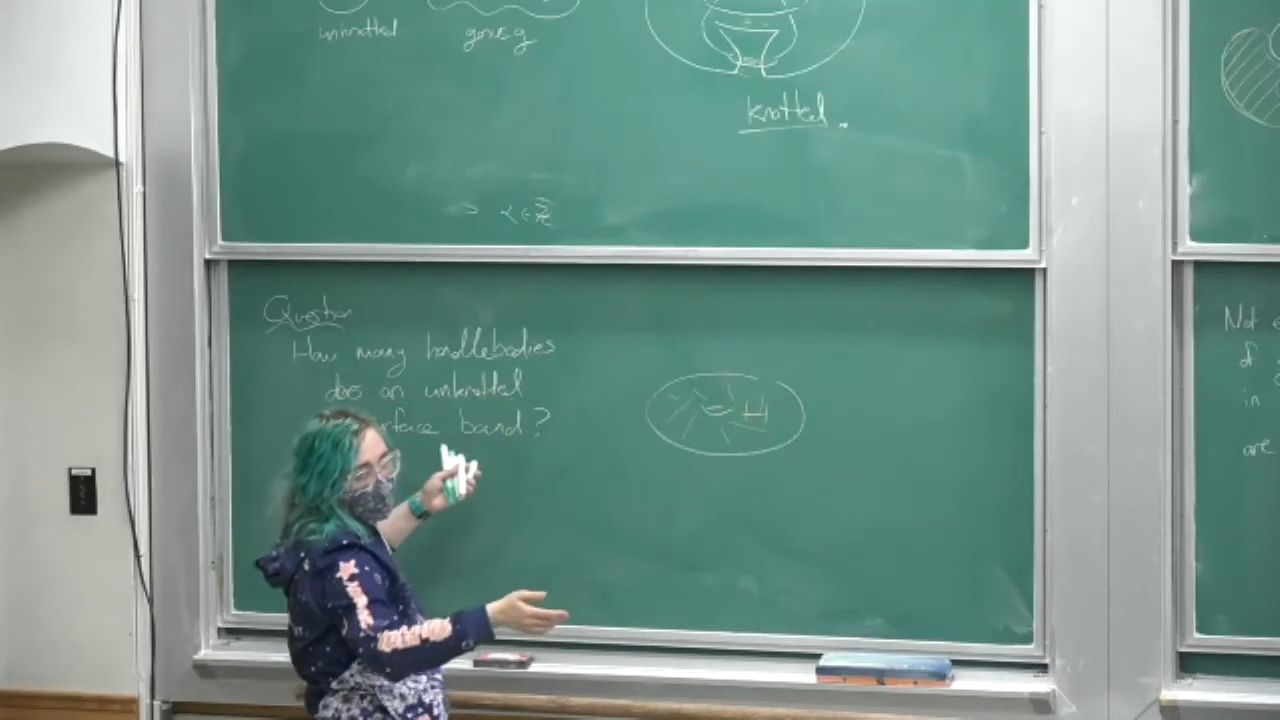 unknotted
genus g
knotted.
Question
How many handlebodies
does an unknotted
surface bound?
H
Not
of
in
are